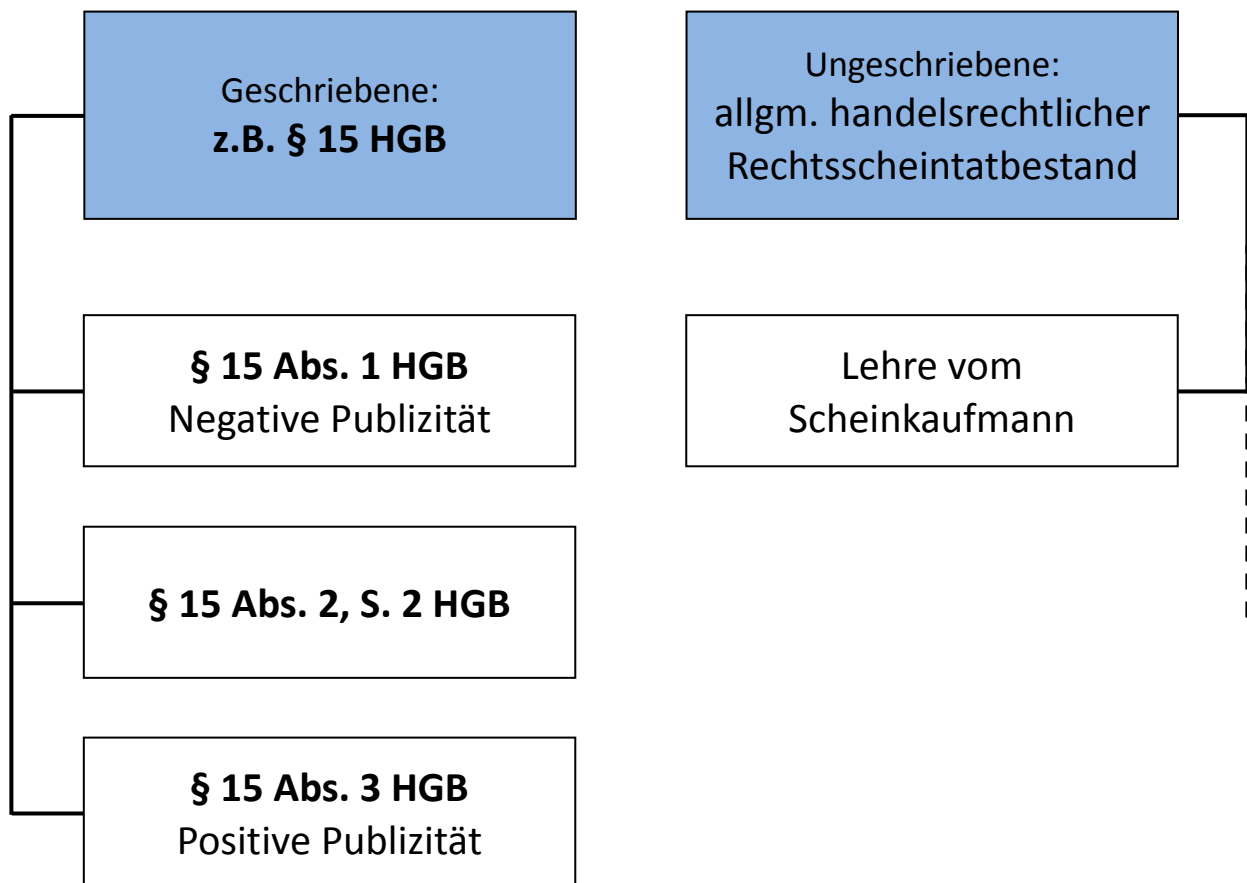 Geschriebene:
z.B. § 15 HGB
Ungeschriebene:
allgm. handelsrechtlicher
Rechtsscheintatbestand
§ 15 Abs. 1 HGB
Negative Publizität
Lehre vom
Scheinkaufmann
§ 15 Abs. 2, S. 2 HGB
§ 15 Abs. 3 HGB
Positive Publizität